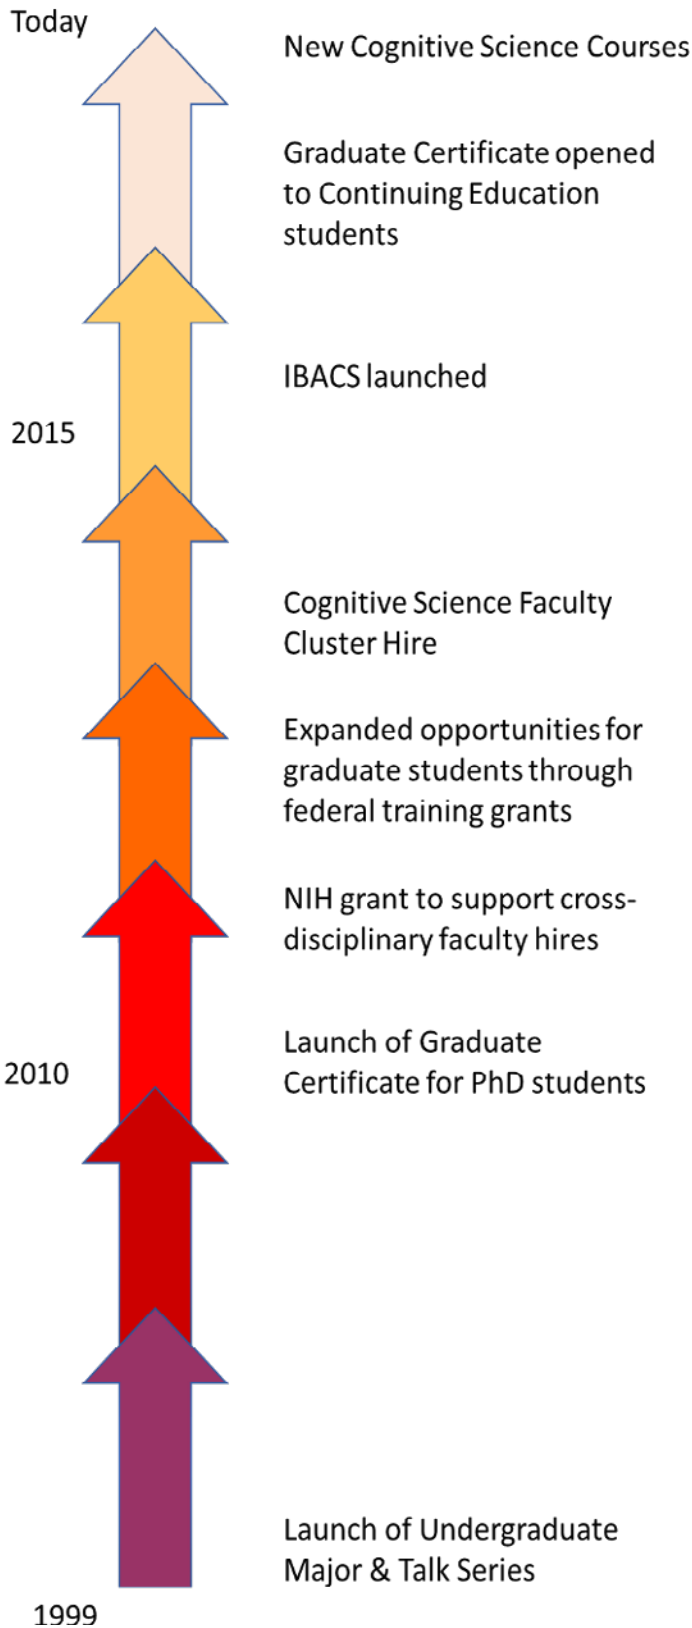 Today
New Cognitive Science Courses
Graduate Certificate opened
to Continuing Education
students
IBACS launched
2015
Cognitive Science Faculty
Cluster Hire
Expanded opportunities for
graduate students through
federal training grants
NIH grant to support cross-
disciplinary faculty hires
Launch of Graduate
2010
Certificate for PhD students
Launch of Undergraduate
Major & Talk Series
1999